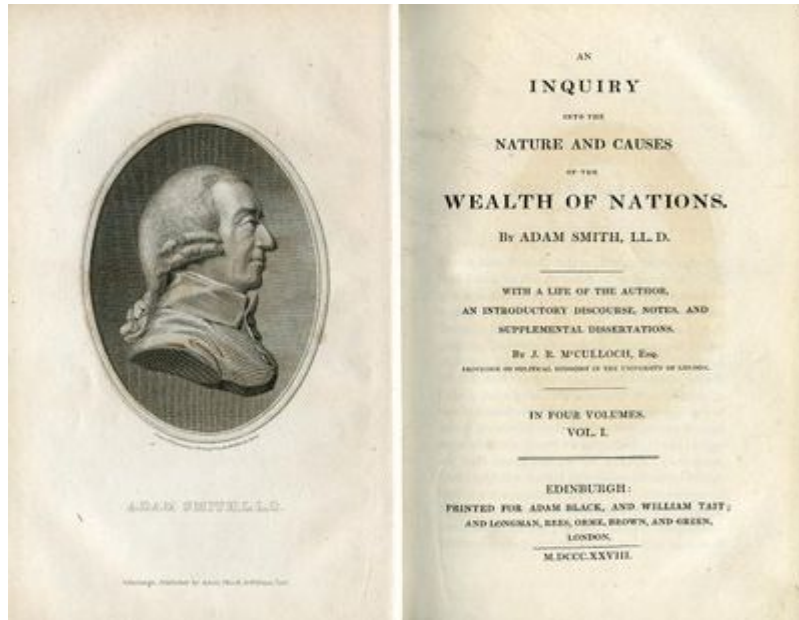 ADAM SMITH, LL.D.
AN
INQUIRY
INTO THE
NATURE AND CAUSES
OF THE
WEALTH OF NATIONS.
By ADAM SMITH, LL. D.
WITH A LIFE OF THE AUTHOR,
AN INTRODUCTORY DISCOURSE, NOTES, AND
SUPPLEMENTAL DISSERTATIONS.
By J. R. M'CULLOCH, Esq.
PROFESSOR OF POLITICAL ECONOMY IN THE UNIVERSITY OF LONDON.
IN FOUR VOLUMES.
VOL. I.
EDINBURGH:
PRINTED FOR ADAM BLACK, AND WILLIAM TAIT;
AND LONGMAN, REES, ORME, BROWN, AND GREEN,
LONDON.
M.DCCC.XXVIII.